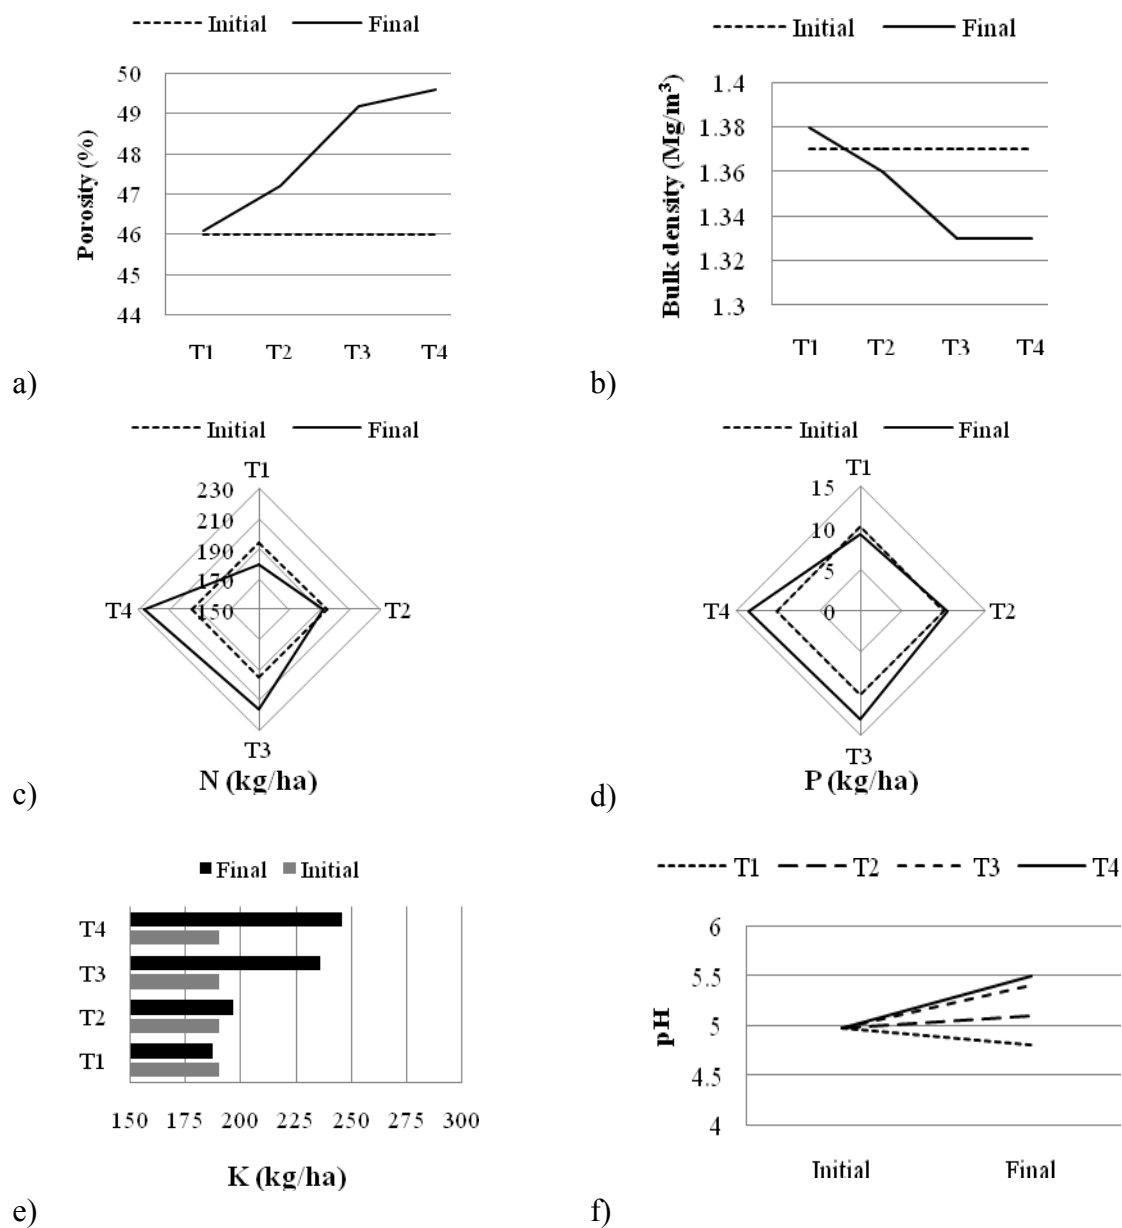 Initial Final
Porosity (%)
50
49
48
47
46
45
44
T1 T2 T3 T4
a)
Initial Final
Bulk density (Mg/m³)
1.4
1.38
1.36
1.34
1.32
1.3
T1 T2 T3 T4
b)
Initial Final
T1
230
210
190
170
150
T4 T2
T3
N (kg/ha)
c)
Initial Final
T1
15
10
5
0
T4 T2
T3
P (kg/ha)
d)
Final Initial
T4
T3
T2
T1
150 175 200 225 250 275 300
K (kg/ha)
e)
T1 T2 T3 T4
pH
6
5.5
5
4.5
4
Initial Final
f)